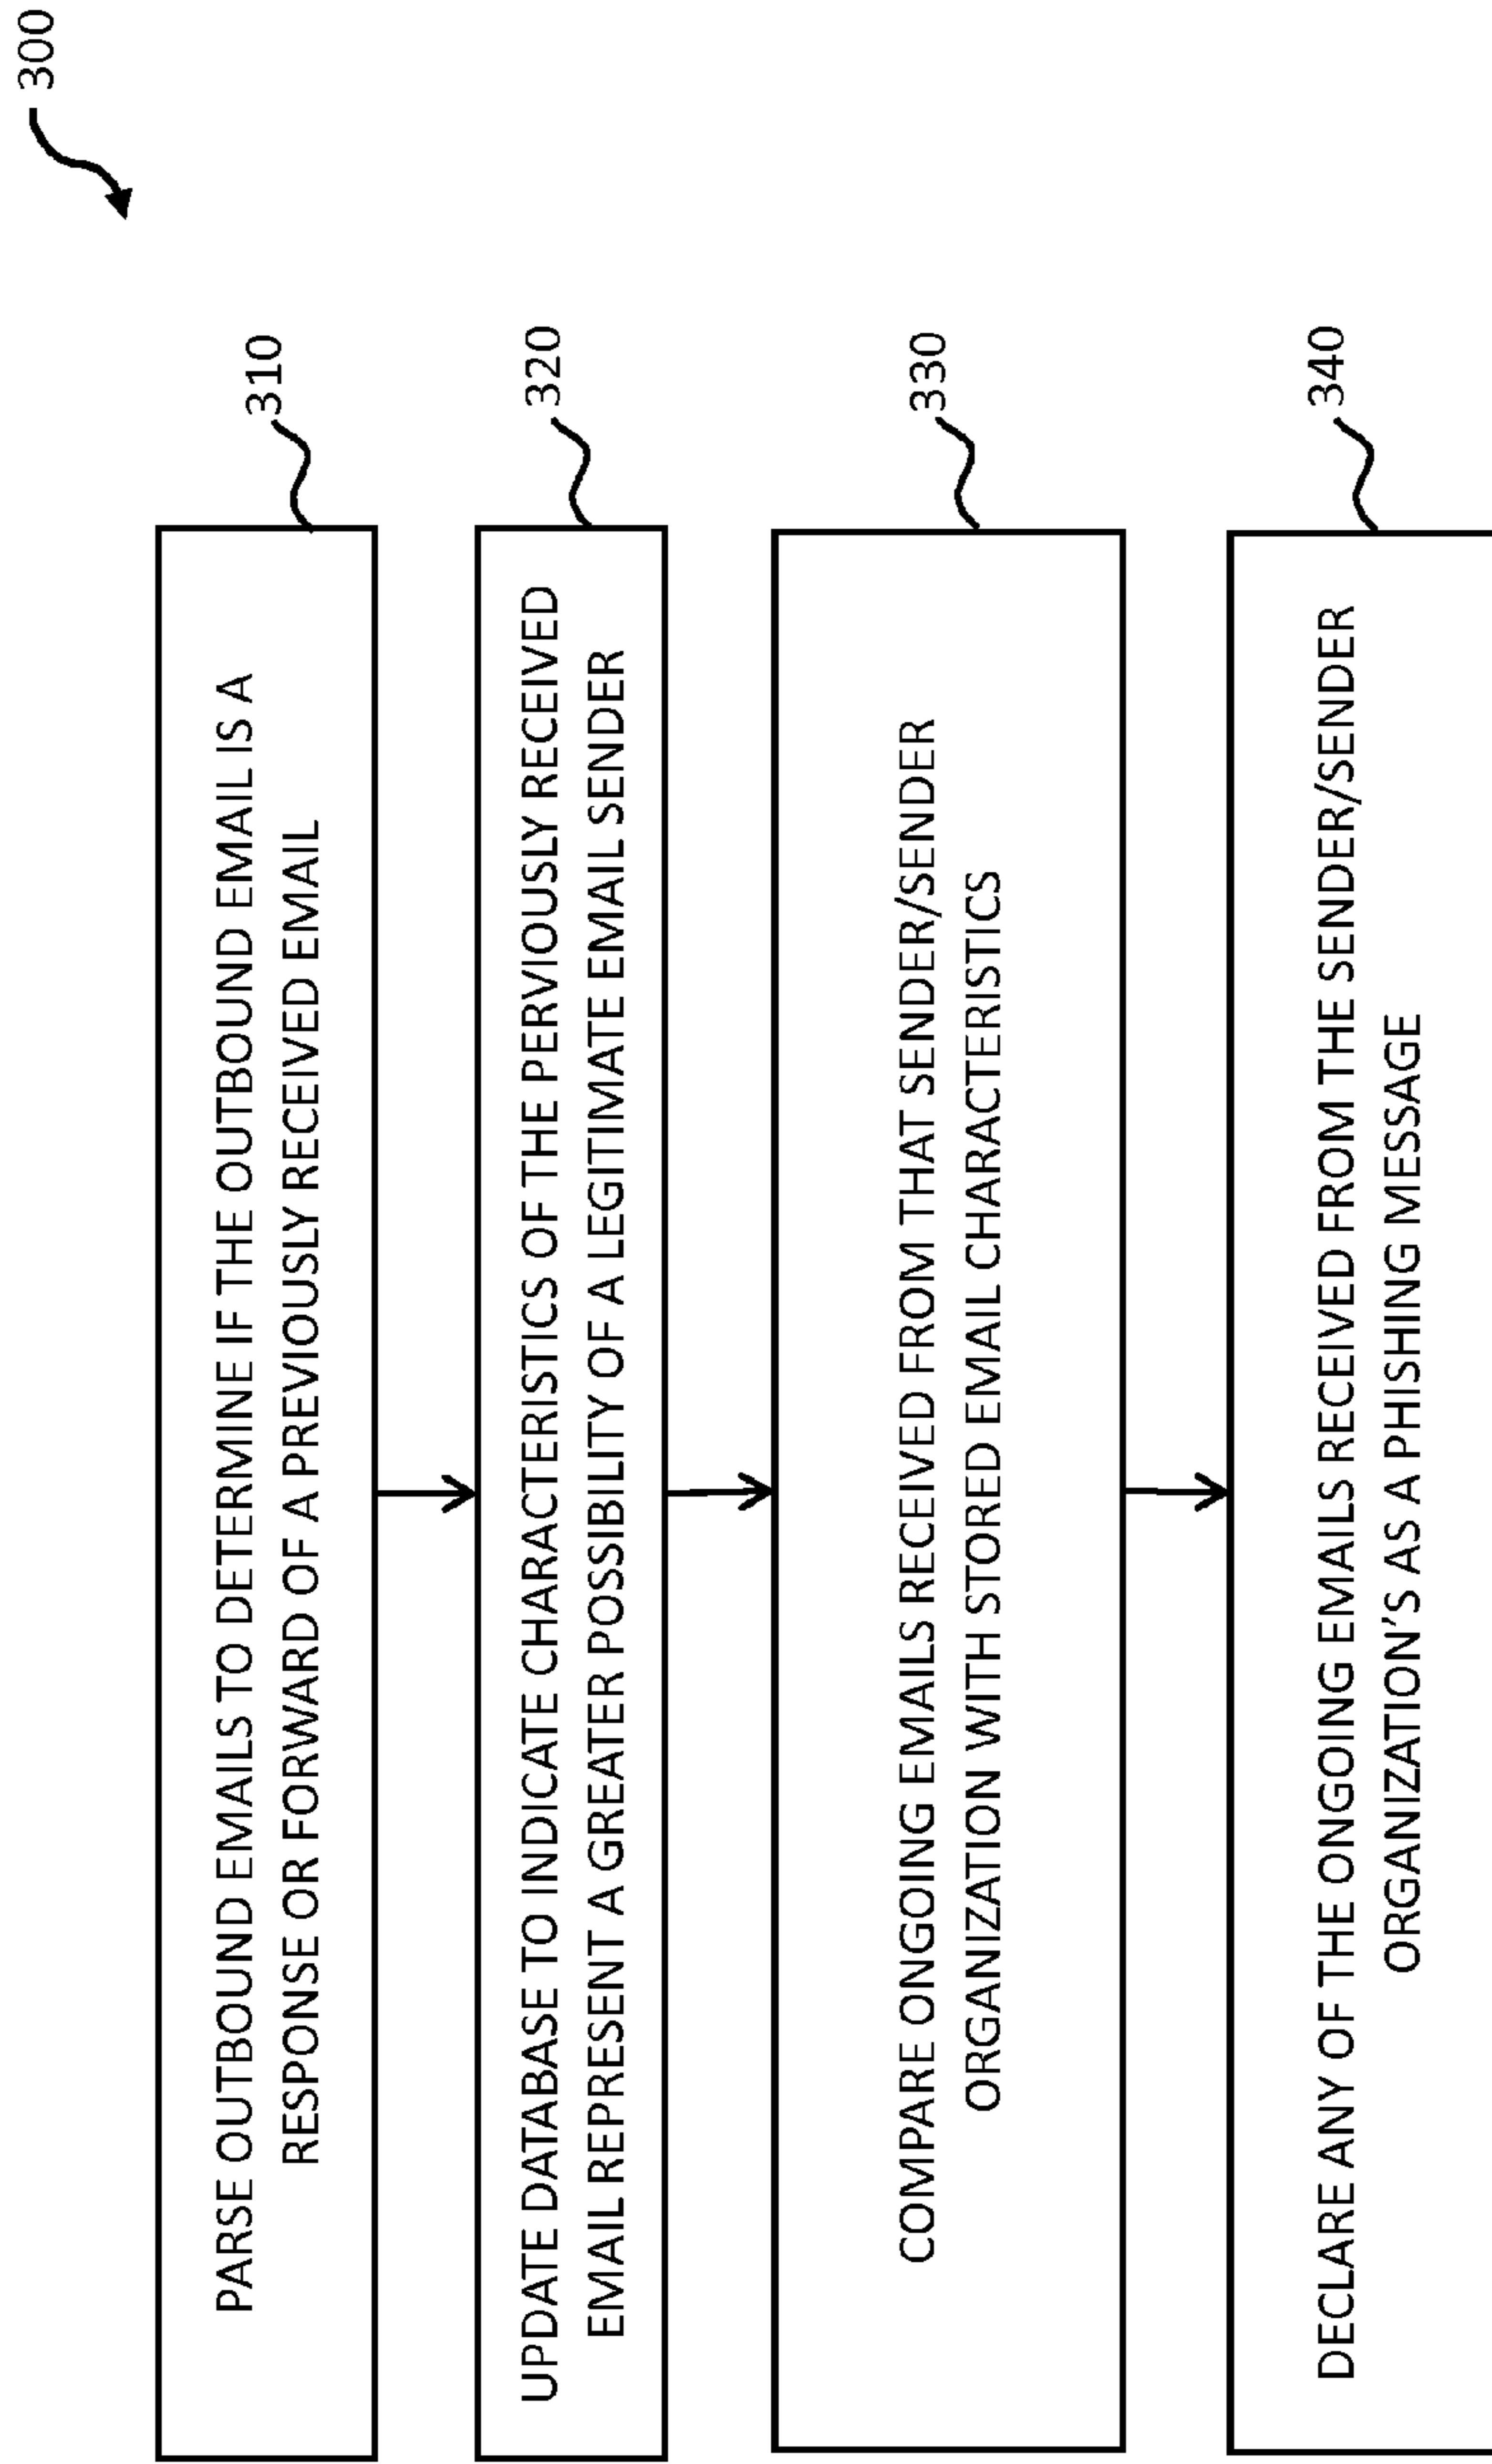 300
PARSE OUTBOUND EMAILS TO DETERMINE IF THE OUTBOUND EMAIL IS A
RESPONSE OR FORWARD OF A PREVIOUSLY RECEIVED EMAIL
310
UPDATE DATABASE TO INDICATE CHARACTERISTICS OF THE PERVIOUSLY RECEIVED
EMAIL REPRESENT A GREATER POSSIBILITY OF A LEGITIMATE EMAIL SENDER
320
COMPARE ONGOING EMAILS RECEIVED FROM THAT SENDER/SENDER
ORGANIZATION WITH STORED EMAIL CHARACTERISTICS
330
DECLARE ANY OF THE ONGOING EMAILS RECEIVED FROM THE SENDER/SENDER
ORGANIZATION'S AS A PHISHING MESSAGE
340